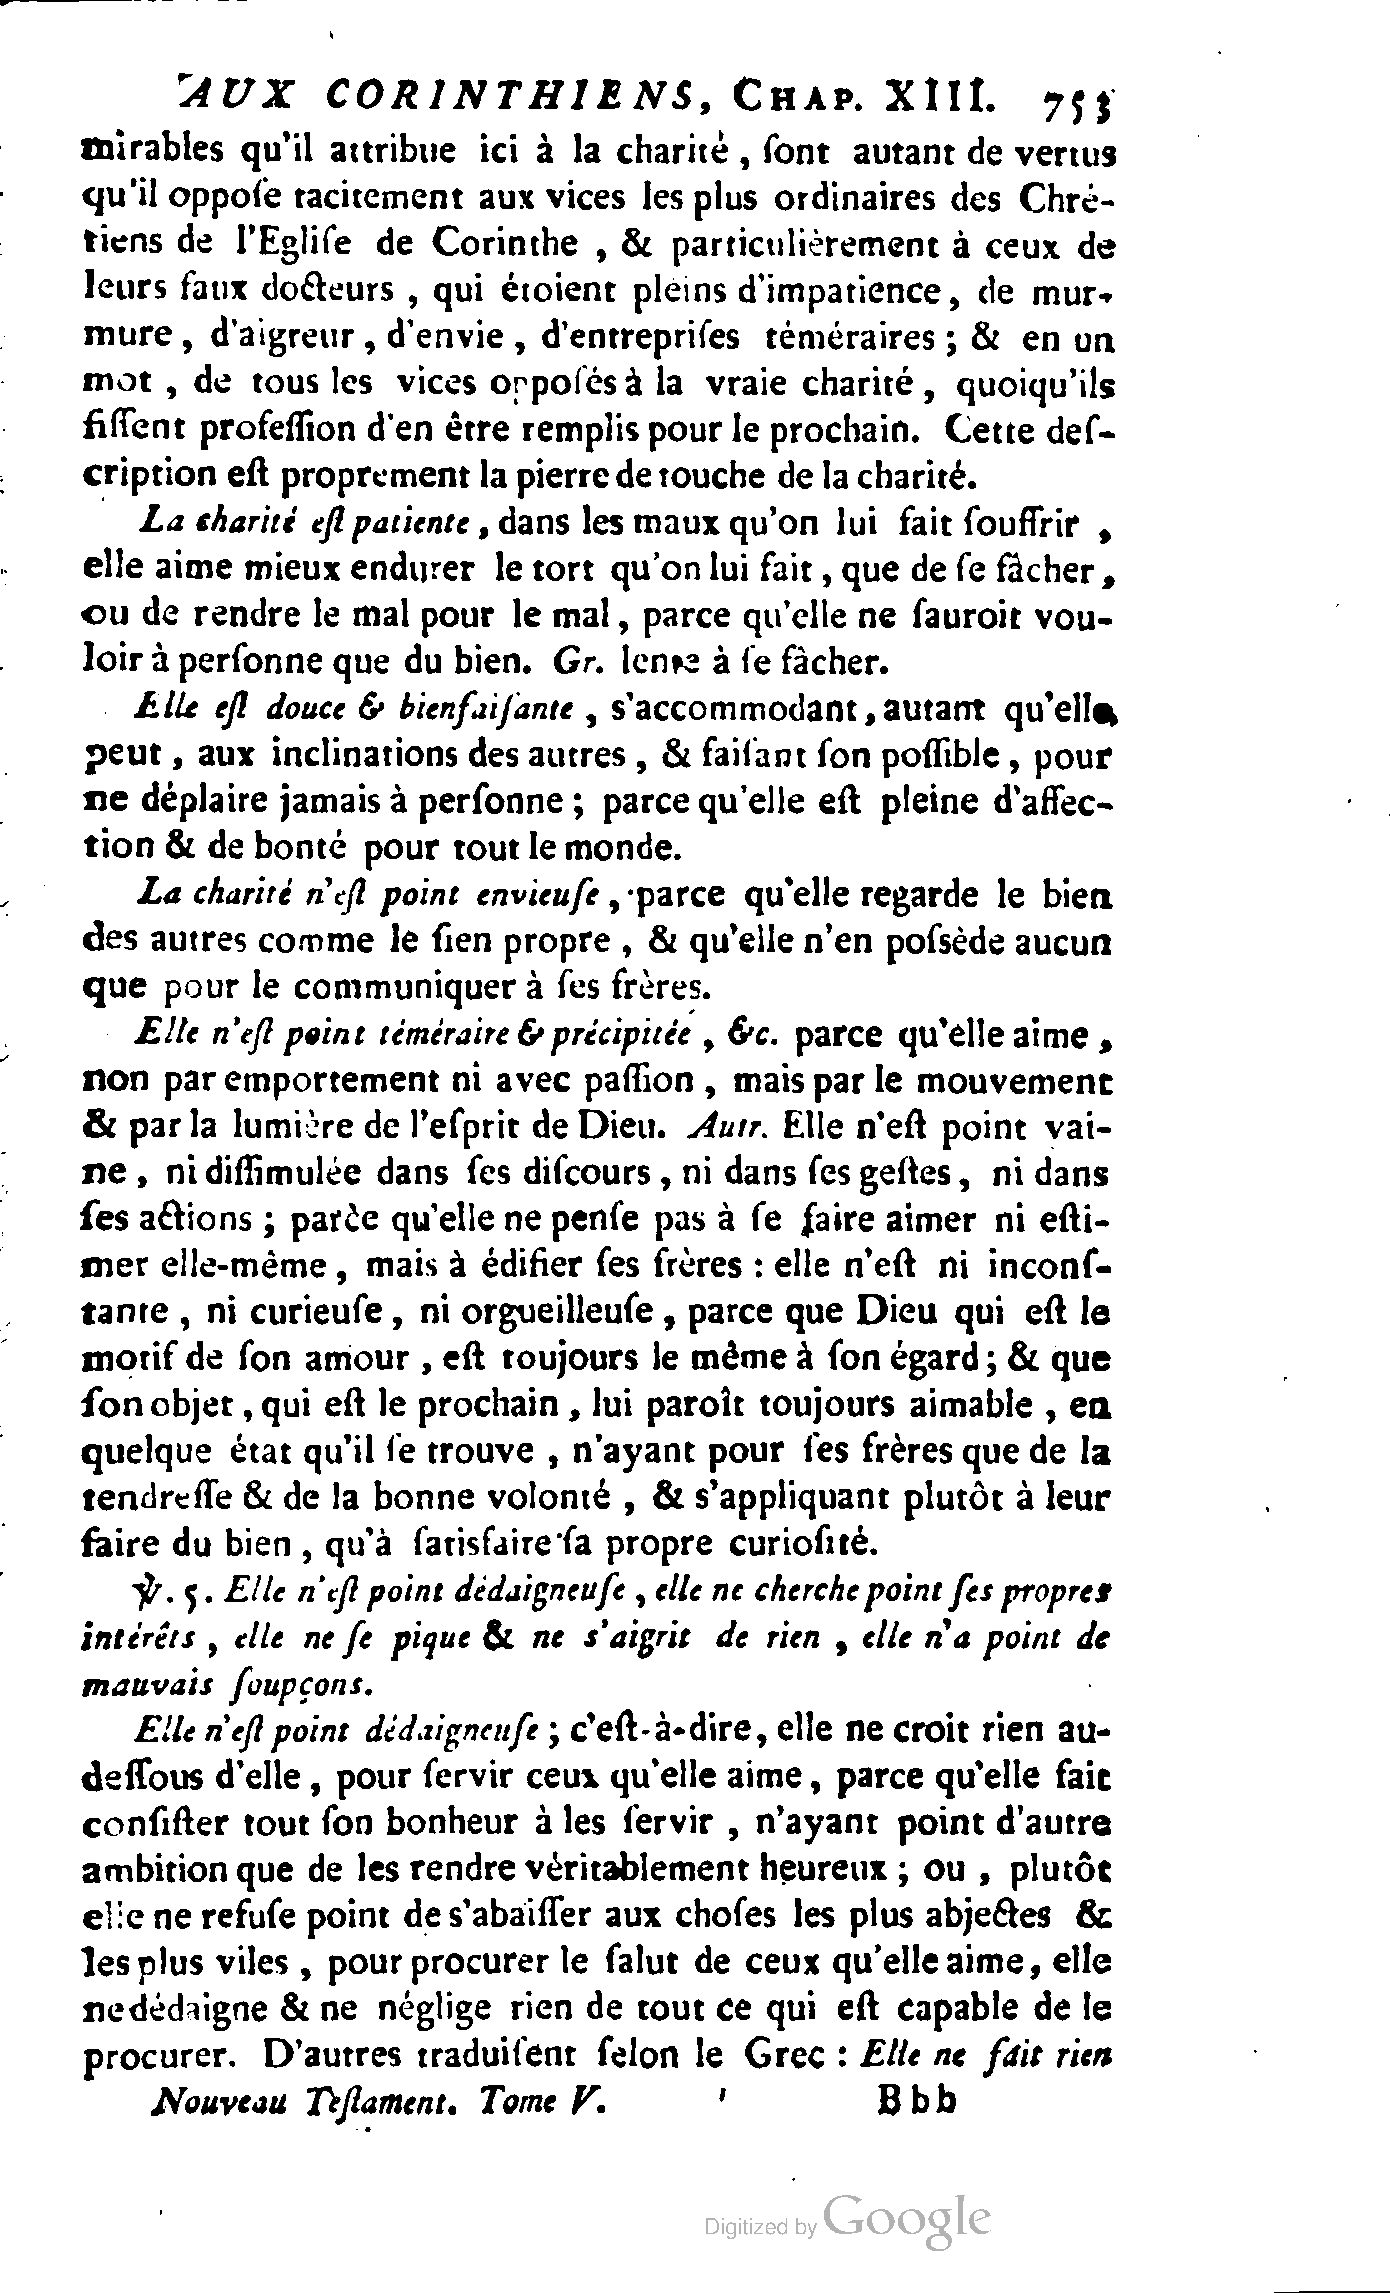 AUX CORINTHIENS, CHAP. XIII. 753
mirables qu'il attribue ici à la charité, ſont autant de vertus
qu'il oppoſe tacitement aux vices les plus ordinaires des Chré-
tiens de l'Egliſe de Corinthe, & particulièrement à ceux de
leurs faux docteurs, qui étoient pleins d'impatience, de mur-
mure, d'aigreur, d'envie, d'entrepriſes téméraires; & en un
mot, de tous les vices oppoſés à la vraie charité, quoiqu'ils
fiſſent profeſſion d'en être remplis pour le prochain. Cette deſ-
cription eſt proprement la pierre de touche de la charité.
La charité eſt patiente, dans les maux qu'on lui fait ſouffrir,
elle aime mieux endurer le tort qu'on lui fait, que de ſe fâcher,
ou de rendre le mal pour le mal, parce qu'elle ne ſauroit vou-
loir à perſonne que du bien. Gr. lente à ſe fâcher.
Elle eſt douce & bienfaiſante, s'accommodant, autant qu'elle
peut, aux inclinations des autres, & faiſant ſon poſſible, pour
ne déplaire jamais à perſonne; parce qu'elle eſt pleine d'affec-
tion & de bonté pour tout le monde.
La charité n'eſt point envieuſe, parce qu'elle regarde le bien
des autres comme le ſien propre, & qu'elle n'en poſsède aucun
que pour le communiquer à ſes frères.
Elle n'eſt point téméraire & précipitée, &c. parce qu'elle aime,
non par emportement ni avec paſſion, mais par le mouvement
& par la lumière de l'eſprit de Dieu. Autr. Elle n'eſt point vai-
ne, ni diſſimulée dans ſes diſcours, ni dans ſes geſtes, ni dans
ſes actions; parce qu'elle ne penſe pas à ſe faire aimer ni eſti-
mer elle-même, mais à édifier ſes frères: elle n'eſt ni inconſ-
tante, ni curieuſe, ni orgueilleuſe, parce que Dieu qui eſt le
motif de ſon amour, eſt toujours le même à ſon égard; & que
ſon objet, qui eſt le prochain, lui paroît toujours aimable, en
quelque état qu'il ſe trouve, n'ayant pour ſes frères que de la
tendreſſe & de la bonne volonté, & s'appliquant plutôt à leur
faire du bien, qu'à ſatisfaire ſa propre curioſité.
℣. 5. Elle n'eſt point dédaigneuſe, elle ne cherche point ſes propres
intérêts, elle ne ſe pique & ne s'aigrit de rien, elle n'a point de
mauvais ſoupçons.
Elle n'eſt point dédaigneuſe; c'eſt-à-dire, elle ne croit rien au-
deſſous d'elle, pour ſervir ceux qu'elle aime, parce qu'elle fait
conſiſter tout ſon bonheur à les ſervir, n'ayant point d'autre
ambition que de les rendre véritablement heureux; ou, plutôt
elle ne refuſe point de s'abaiſſer aux choſes les plus abjectes &
les plus viles, pour procurer le ſalut de ceux qu'elle aime, elle
ne dédaigne & ne néglige rien de tout ce qui eſt capable de le
procurer. D'autres traduiſent ſelon le Grec: Elle ne fait rien
Nouveau Teſtament. Tome V. Bbb
Digitized by Google